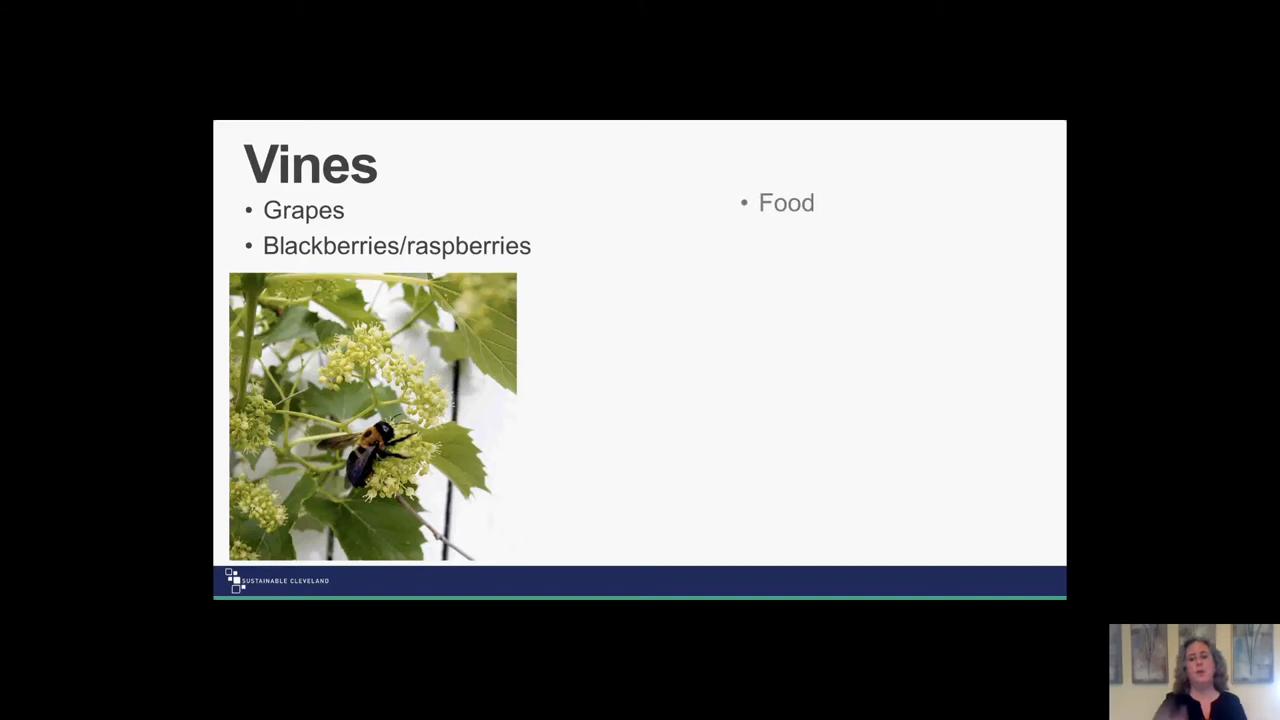 Vines
• Grapes
• Blackberries/raspberries
• Food
SUSTAINABLE CLEVELAND